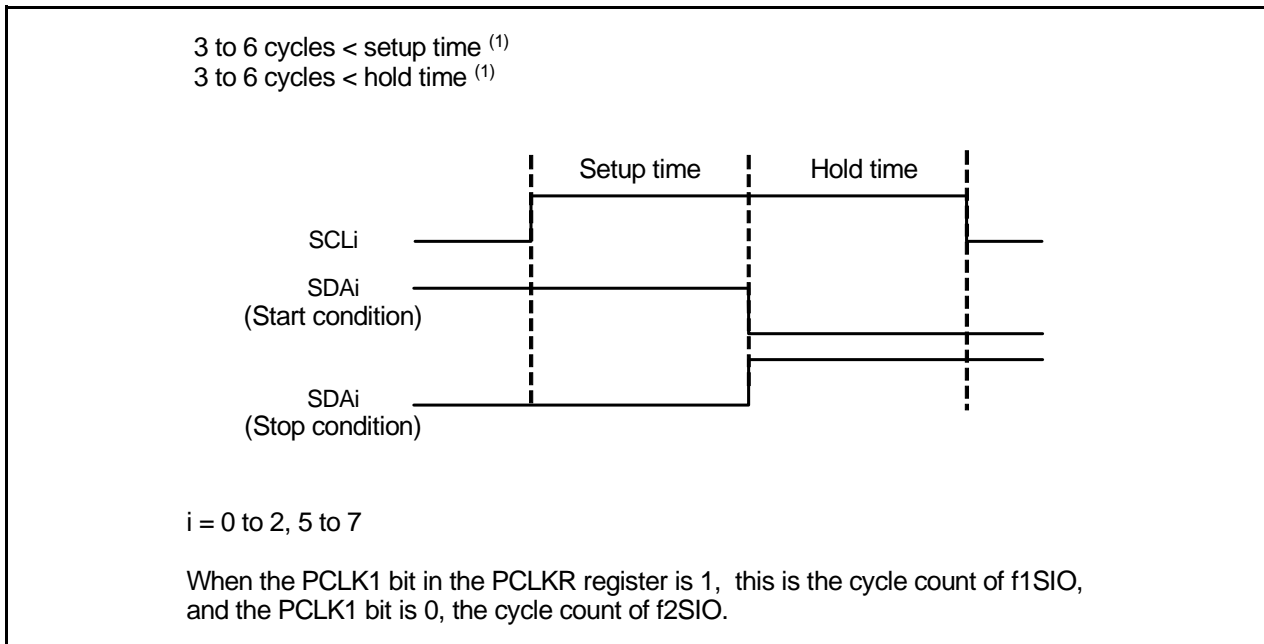 3 to 6 cycles < setup time (1)
3 to 6 cycles < hold time (1)
Setup time
Hold time
SCLi
SDAi
(Start condition)
SDAi
(Stop condition)
i = 0 to 2, 5 to 7
When the PCLK1 bit in the PCLKR register is 1, this is the cycle count of f1SIO,
and the PCLK1 bit is 0, the cycle count of f2SIO.